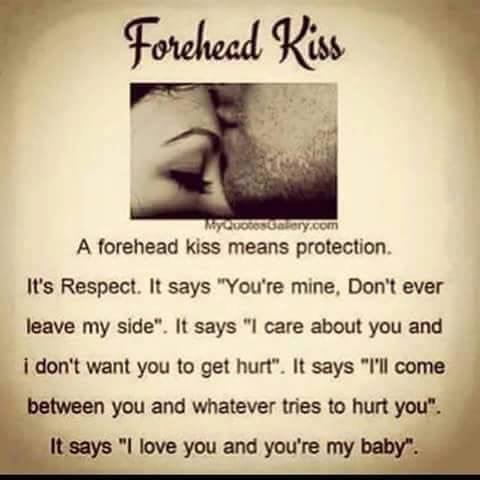 Forehead Kiss
MyQuotesGallery.com
A forehead kiss means protection.
It's Respect. It says "You're mine, Don't ever
leave my side". It says "I care about you and
i don't want you to get hurt". It says "I'll come
between you and whatever tries to hurt you".
It says "I love you and you're my baby".